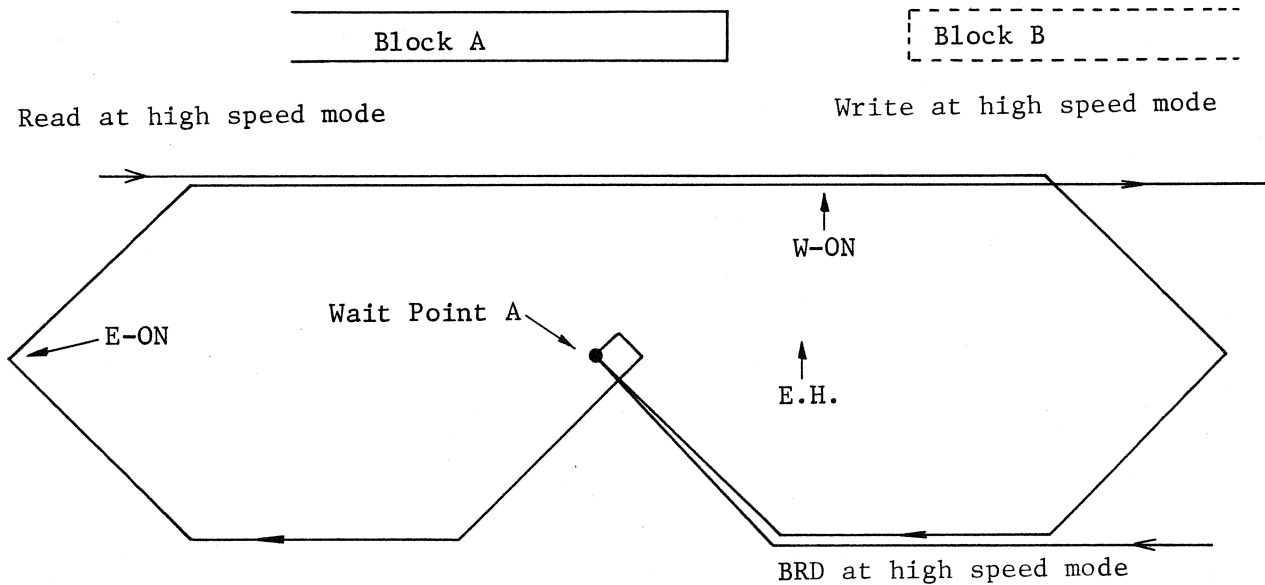 Block A
Block B
Read at high speed mode
Write at high speed mode
W-ON
Wait Point A
E-ON
E.H.
BRD at high speed mode